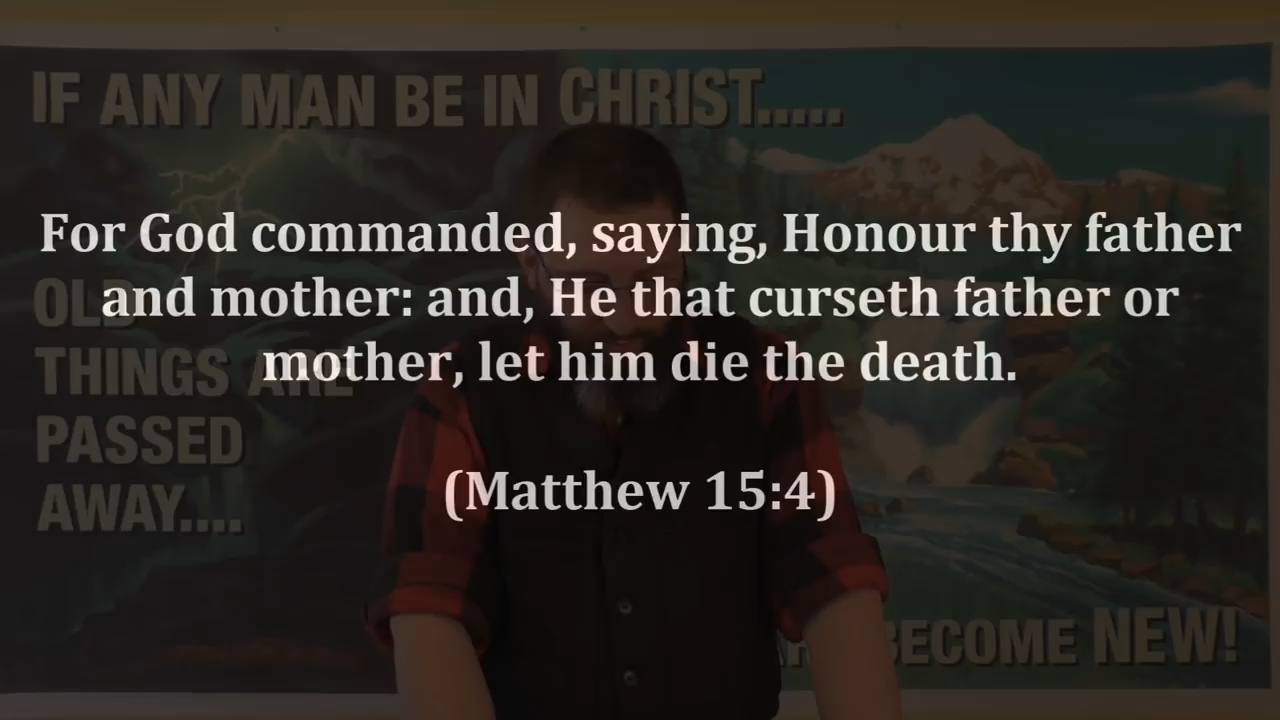 IF ANY MAN BE IN CHRIST.....
For God commanded, saying, Honour thy father
and mother: and, He that curseth father or
mother, let him die the death.
(Matthew 15:4)
OLD
THINGS ARE
PASSED
AWAY....
BECOME NEW!